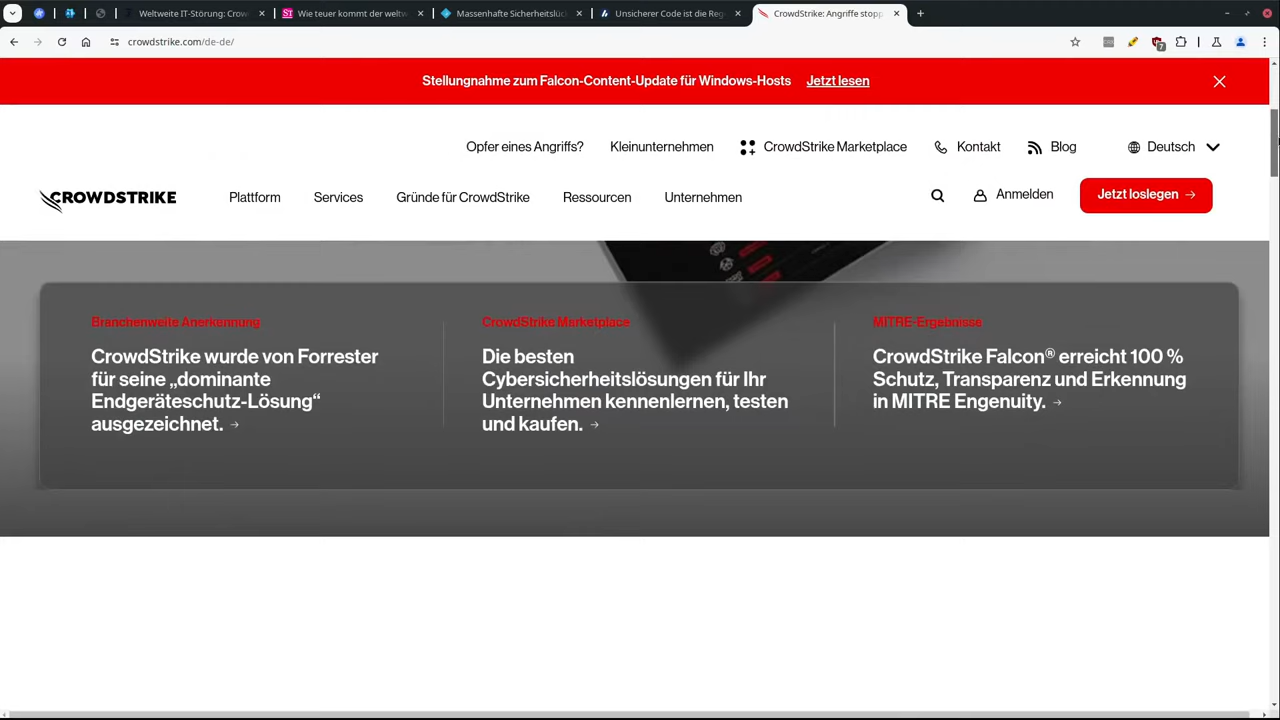 Weltweite IT-Störung: Crow
Wie teuer kommt der weltw
Massenhafte Sicherheitslüc
Unsicherer Code ist die Reg
CrowdStrike: Angriffe stopp
crowdstrike.com/de-de/
7
Stellungnahme zum Falcon-Content-Update für Windows-Hosts Jetzt lesen
Opfer eines Angriffs? Kleinunternehmen CrowdStrike Marketplace Kontakt Blog Deutsch
CROWDSTRIKE Plattform Services Gründe für CrowdStrike Ressourcen Unternehmen Anmelden Jetzt loslegen →
Branchenweite Anerkennung
CrowdStrike wurde von Forrester
für seine „dominante
Endgeräteschutz-Lösung“
ausgezeichnet. →
CrowdStrike Marketplace
Die besten
Cybersicherheitslösungen für Ihr
Unternehmen kennenlernen, testen
und kaufen. →
MITRE-Ergebnisse
CrowdStrike Falcon® erreicht 100 %
Schutz, Transparenz und Erkennung
in MITRE Engenuity. →